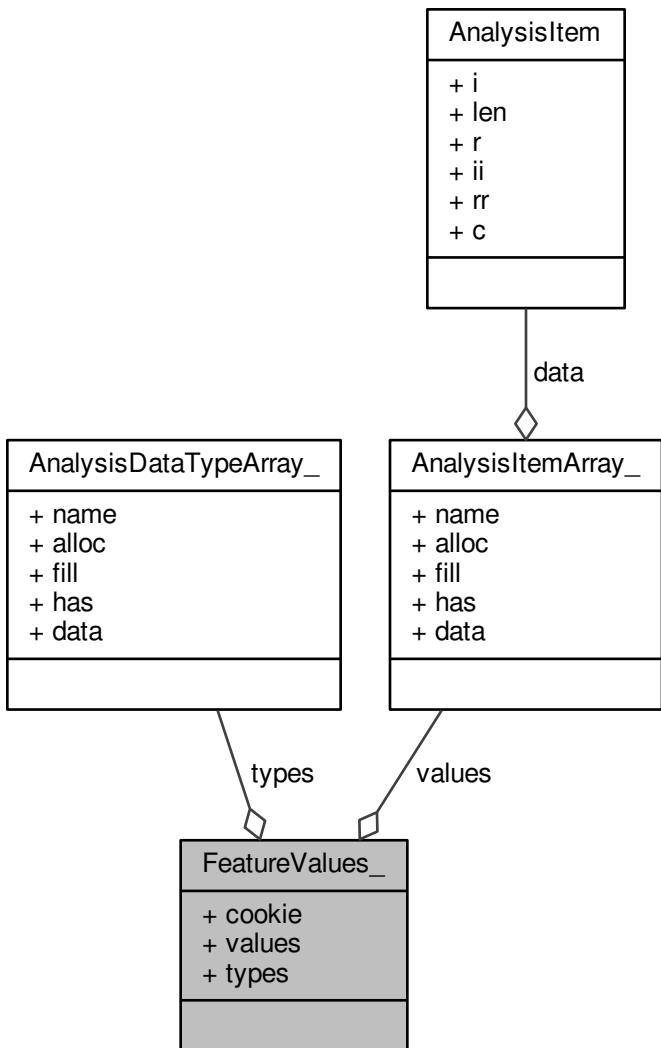 AnalysisItem
+ i
+ len
+ r
+ ii
+ rr
+ c
data
AnalysisDataTypeArray_
+ name
+ alloc
+ fill
+ has
+ data
AnalysisItemArray_
+ name
+ alloc
+ fill
+ has
+ data
types
values
FeatureValues_
+ cookie
+ values
+ types